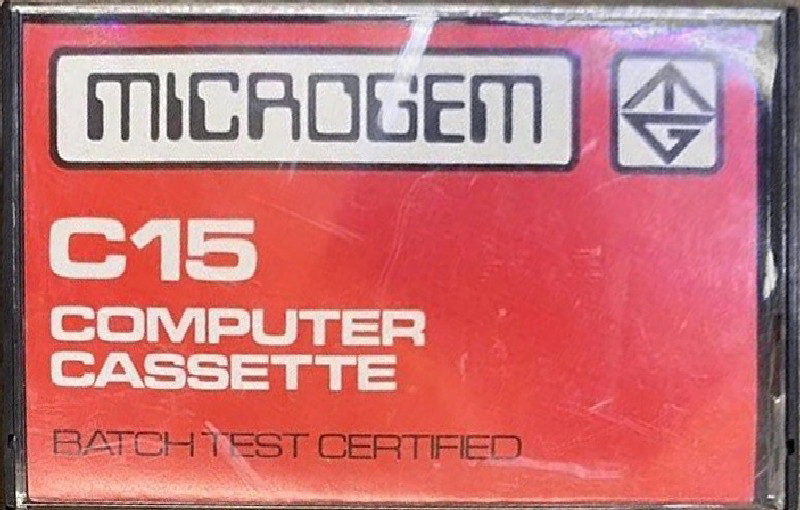 MICROGEM
C15
COMPUTER
CASSETTE
BATCH TEST CERTIFIED